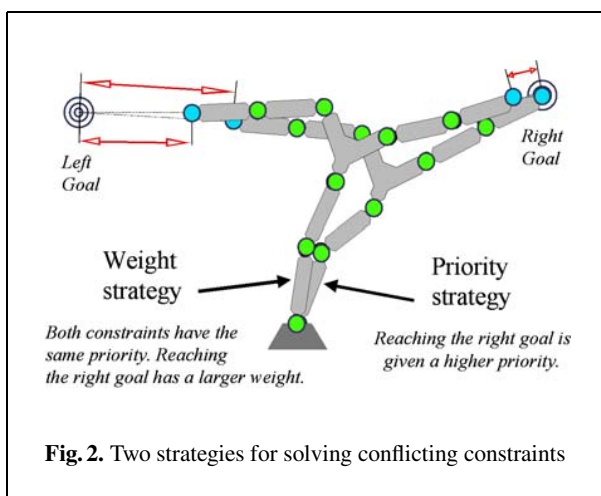 Left
Goal
Right
Goal
Weight
strategy
Priority
strategy
Both constraints have the
same priority. Reaching
the right goal has a larger weight.
Reaching the right goal is
given a higher priority.
Fig. 2. Two strategies for solving conflicting constraints